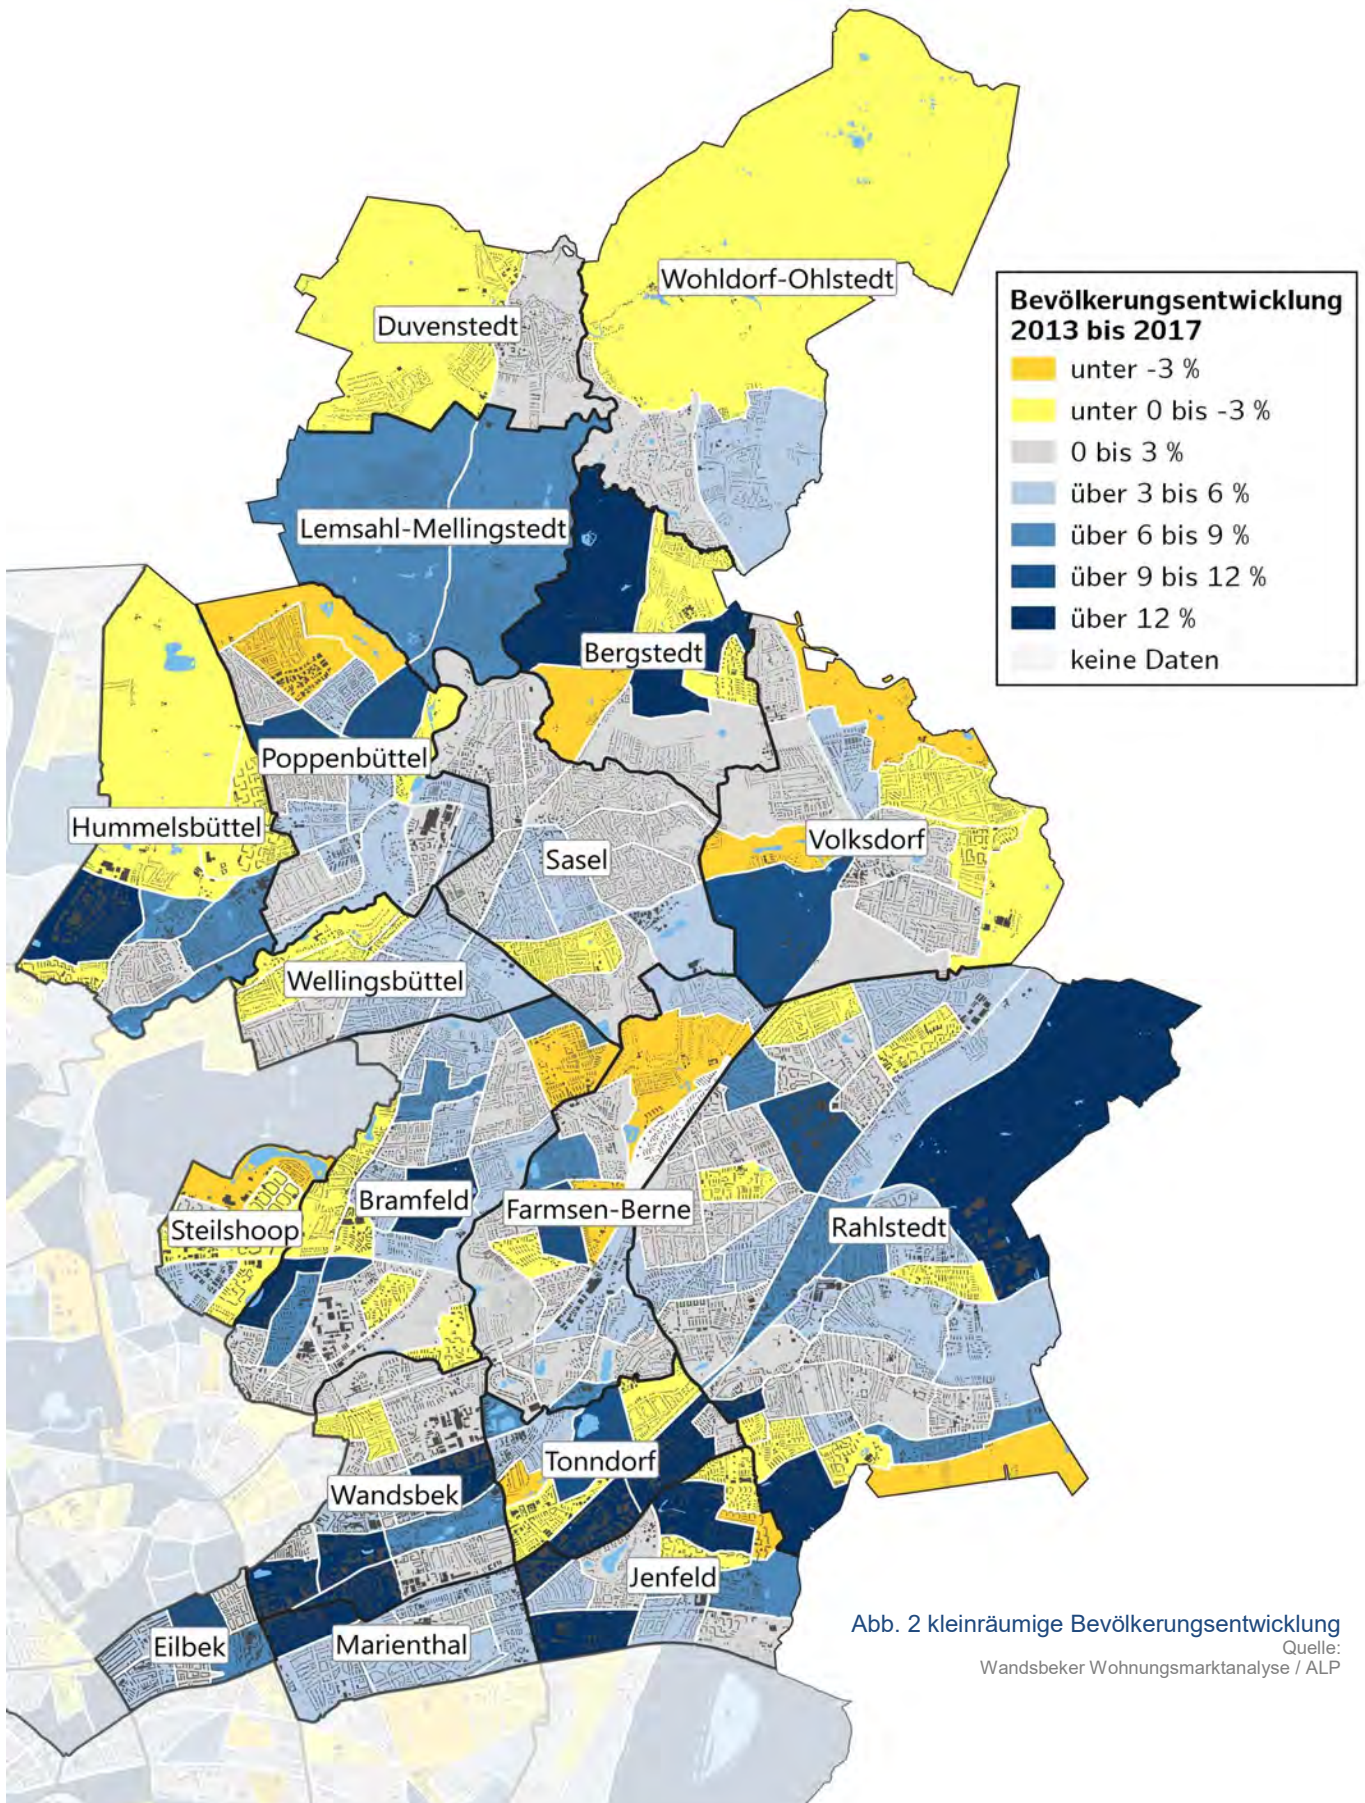 Wohldorf-Ohlstedt
Duvenstedt
Bevölkerungsentwicklung
2013 bis 2017
unter -3 %
unter 0 bis -3 %
0 bis 3 %
über 3 bis 6 %
über 6 bis 9 %
über 9 bis 12 %
über 12 %
keine Daten
Lemsahl-Mellingstedt
Bergstedt
Poppenbüttel
Hummelsbüttel
Volksdorf
Sasel
Wellingsbüttel
Bramfeld
Farmsen-Berne
Steilshoop
Rahlstedt
Tonndorf
Wandsbek
Jenfeld
Eilbek
Marienthal
Abb. 2 kleinräumige Bevölkerungsentwicklung
Quelle:
Wandsbeker Wohnungsmarktanalyse / ALP